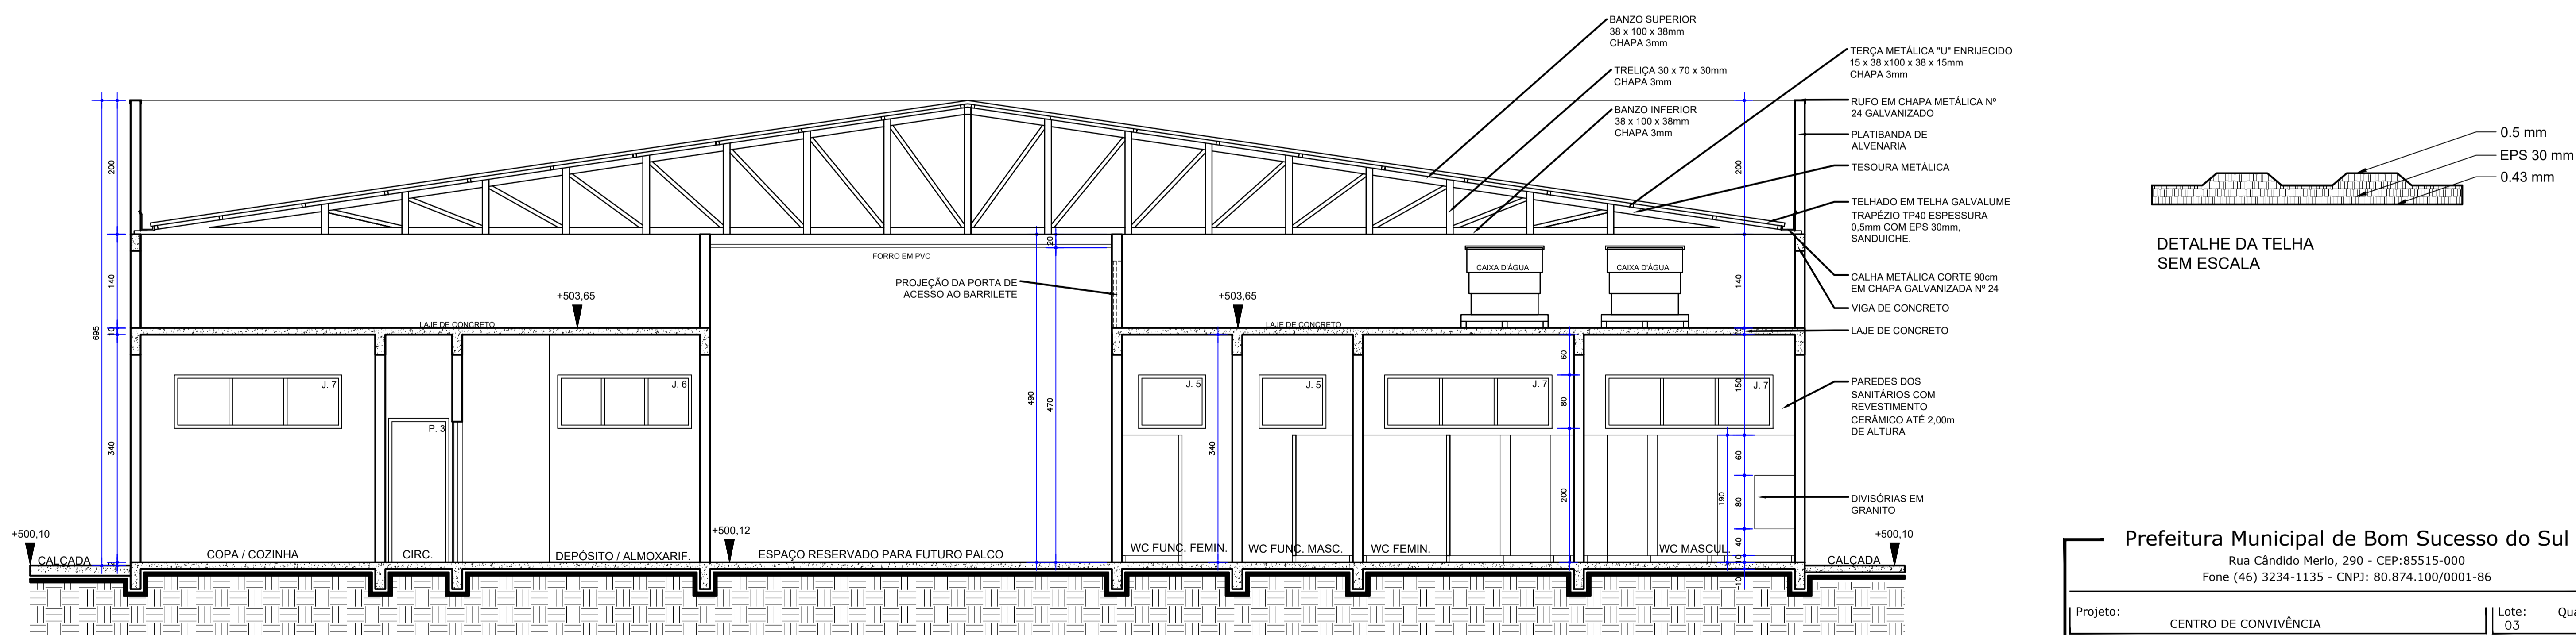 BANZO SUPERIOR
38 x 100 x 38mm
CHAPA 3mm
TRELIÇA 30 x 70 x 30mm
CHAPA 3mm
BANZO INFERIOR
38 x 100 x 38mm
CHAPA 3mm
TERÇA METÁLICA "U" ENRIJECIDO
15 x 38 x100 x 38 x 15mm
CHAPA 3mm
RUFO EM CHAPA METÁLICA Nº
24 GALVANIZADO
PLATIBANDA DE
ALVENARIA
TESOURA METÁLICA
TELHADO EM TELHA GALVALUME
TRAPÉZIO TP40 ESPESSURA
0,5mm COM EPS 30mm,
SANDUICHE.
CALHA METÁLICA CORTE 90cm
EM CHAPA GALVANIZADA Nº 24
VIGA DE CONCRETO
LAJE DE CONCRETO
PAREDES DOS
SANITÁRIOS COM
REVESTIMENTO
CERÂMICO ATÉ 2,00m
DE ALTURA
DIVISÓRIAS EM
GRANITO
0.5 mm
EPS 30 mm
0.43 mm
DETALHE DA TELHA
SEM ESCALA
200
140
10
695
340
FORRO EM PVC
PROJEÇÃO DA PORTA DE
ACESSO AO BARRILETE
CAIXA D'ÁGUA
CAIXA D'ÁGUA
+503,65
+503,65
LAJE DE CONCRETO
LAJE DE CONCRETO
20
490
470
340
60
80
200
190
200
140
150
60
80
40
10
10
J. 7
P. 3
J. 6
J. 5
J. 5
J. 7
J. 7
+500,10
CALÇADA
COPA / COZINHA
CIRC.
DEPÓSITO / ALMOXARIF.
+500,12
ESPAÇO RESERVADO PARA FUTURO PALCO
WC FUNC. FEMIN.
WC FUNC. MASC.
WC FEMIN.
WC MASCUL.
+500,10
CALÇADA
Prefeitura Municipal de Bom Sucesso do Sul
Rua Cândido Merlo, 290 - CEP:85515-000
Fone (46) 3234-1135 - CNPJ: 80.874.100/0001-86
Projeto:
CENTRO DE CONVIVÊNCIA
Lote:
03
Qua